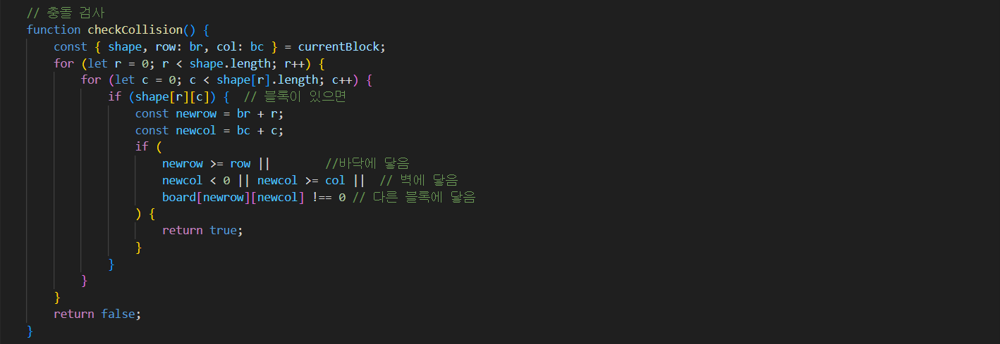 // 충돌 검사
function checkCollision() {
    const { shape, row: br, col: bc } = currentBlock;
    for (let r = 0; r < shape.length; r++) {
        for (let c = 0; c < shape[r].length; c++) {
            if (shape[r][c]) {  // 블록이 있으면
                const newrow = br + r;
                const newcol = bc + c;
                if (
                    newrow >= row ||        //바닥에 닿음
                    newcol < 0 || newcol >= col ||  // 벽에 닿음
                    board[newrow][newcol] !== 0 // 다른 블록에 닿음
                ) {
                    return true;
                }
            }
        }
    }
    return false;
}